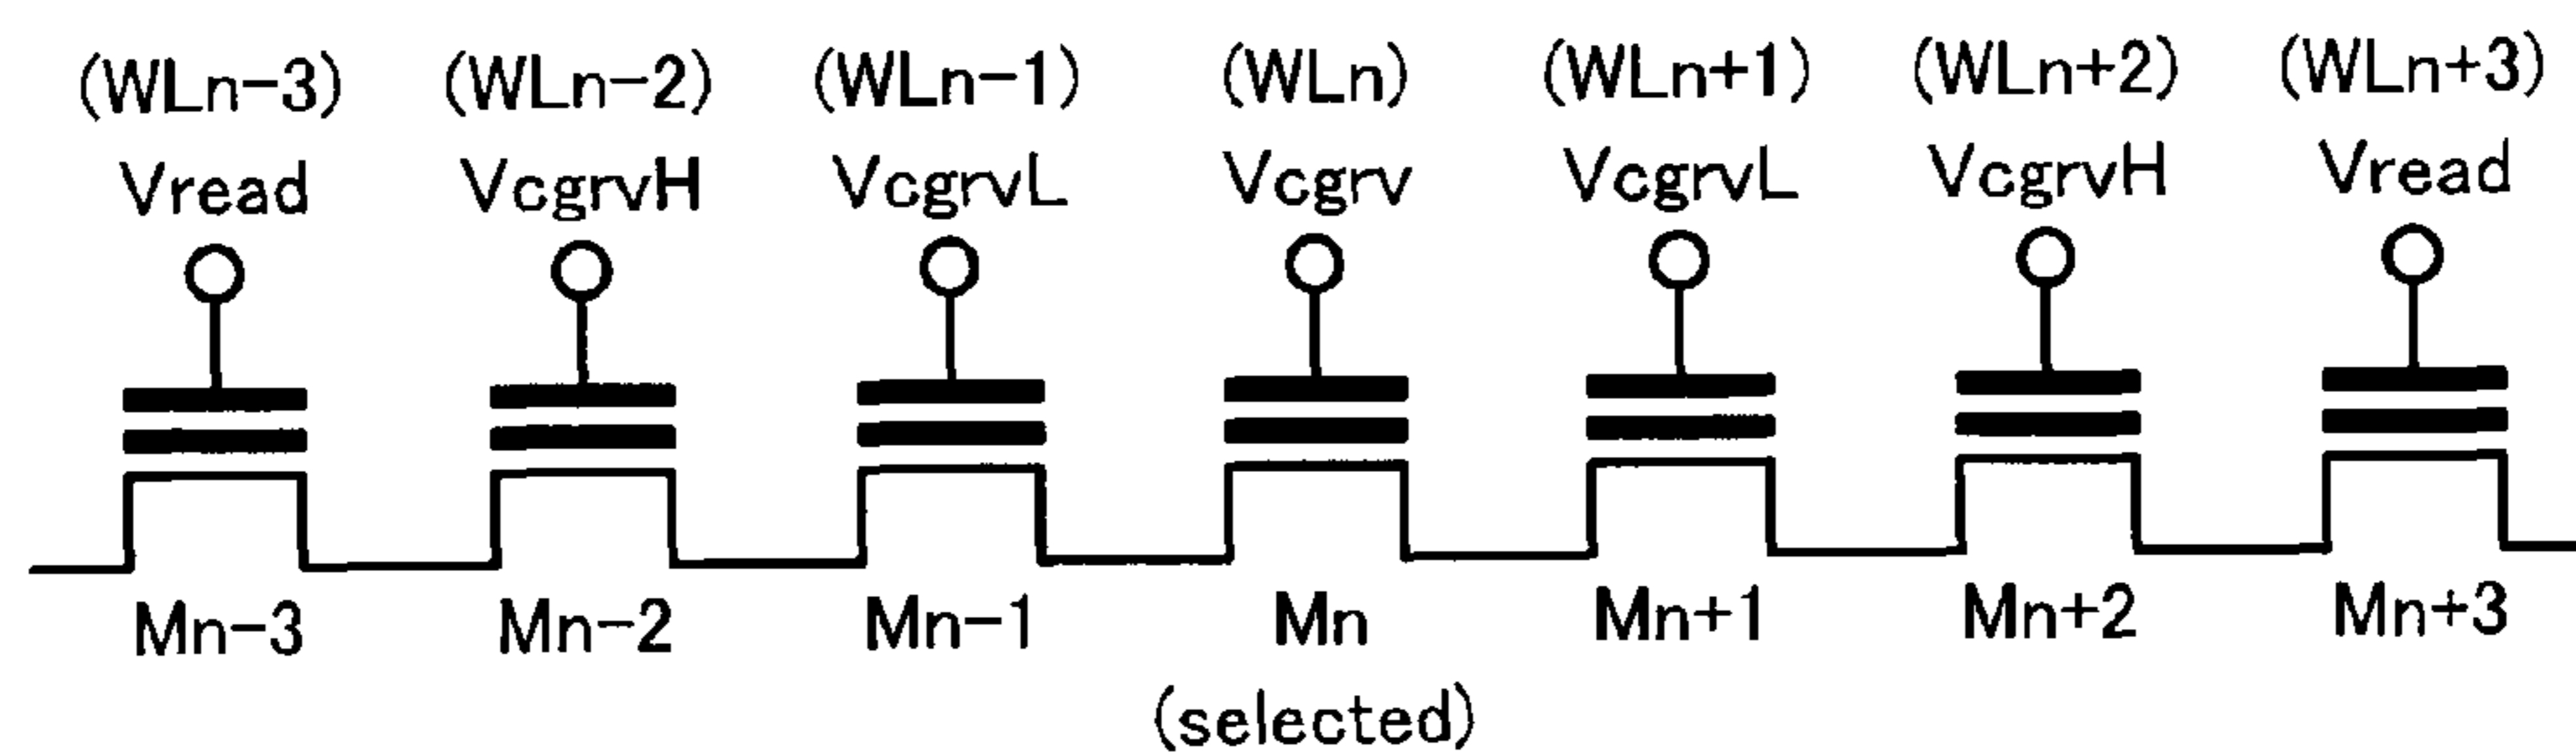 (WLn-3) (WLn-2) (WLn-1) (WLn) (WLn+1) (WLn+2) (WLn+3)
Vread VcgrvH VcgrvL Vcgrv VcgrvL VcgrvH Vread
Mn-3 Mn-2 Mn-1 Mn Mn+1 Mn+2 Mn+3
(selected)